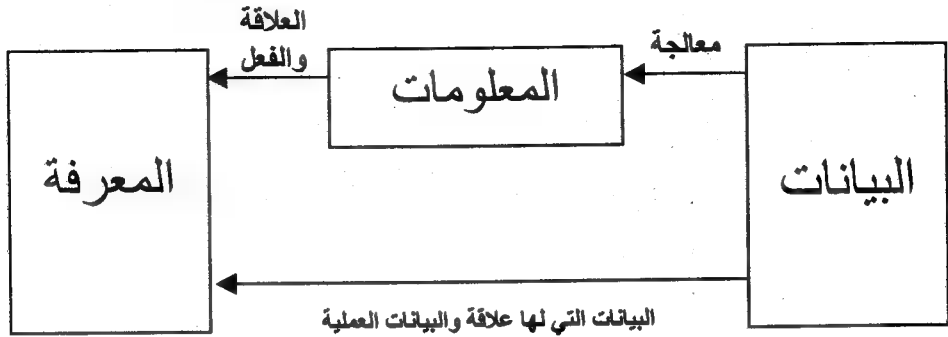 العلاقة
والفعل
معالجة
البيانات
المعلومات
المعرفة
البيانات التي لها علاقة والبيانات العملية